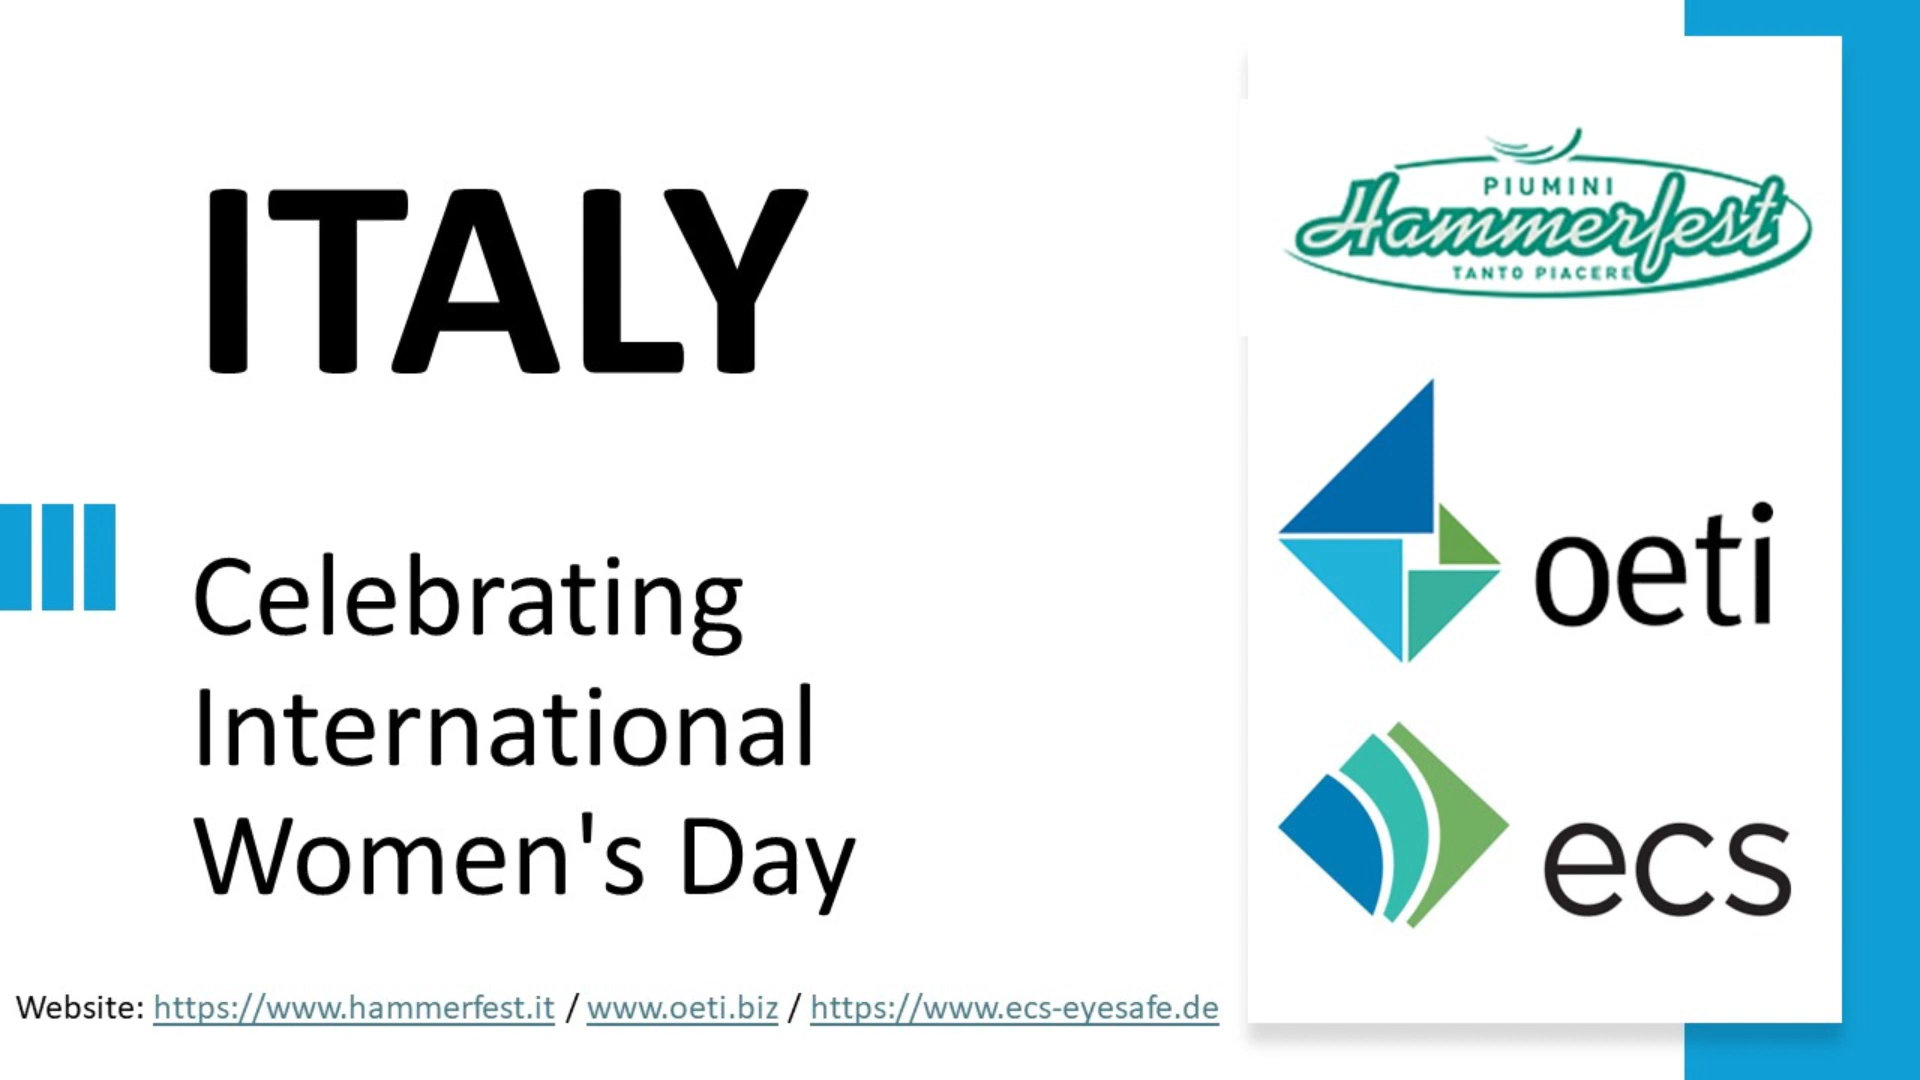 ITALY
Celebrating
International
Women's Day
Website: https://www.hammerfest.it / www.oeti.biz / https://www.ecs-eyesafe.de
PIUMINI
Hammerfest
TANTO PIACERE
oeti
ecs